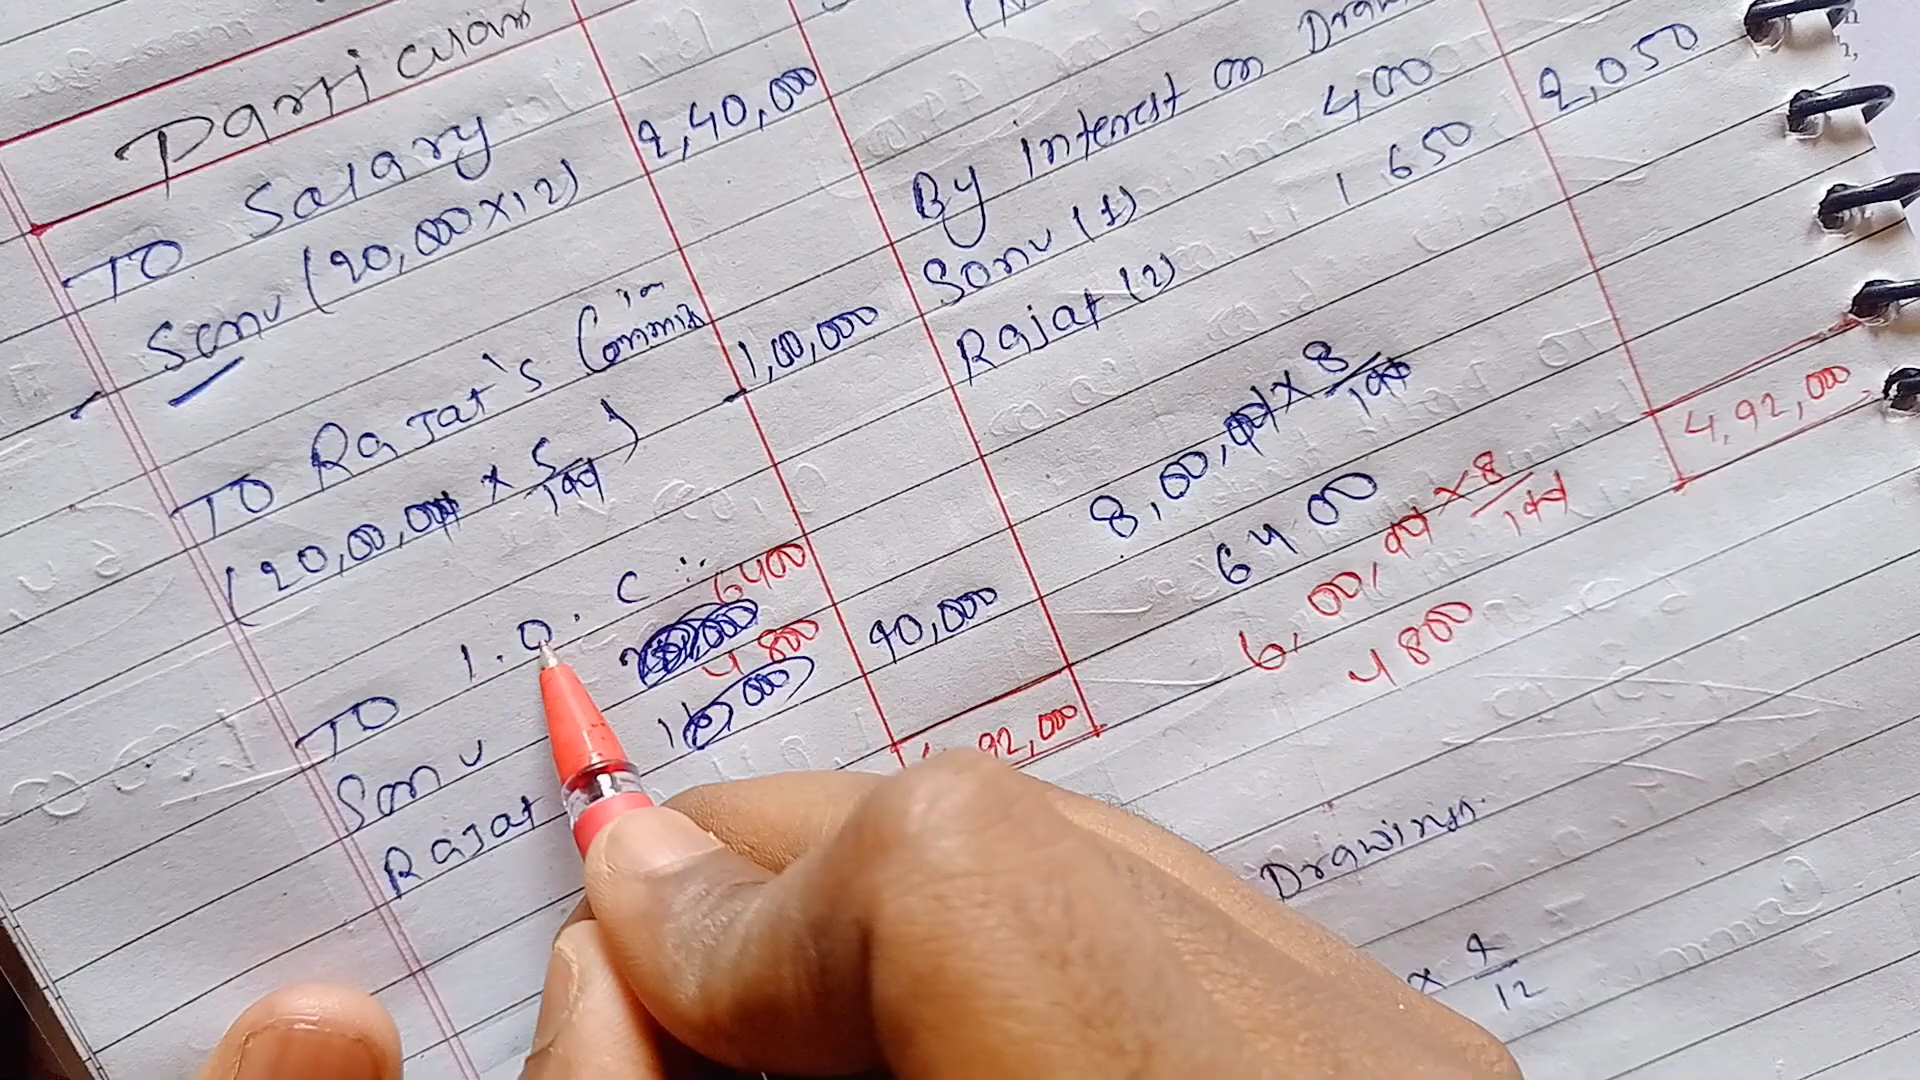 Particulars
To Salary
Sonu (20,000×12) 2,40,000
To Rajat's Commission 1,00,000
(20,00,000 × 5/100)
To I.O.C:-
Sonu 6400
Rajat 4800
90,000
92,000
By Interest on Draw
Sonu (1) 400
Rajat (2) 1650
2,050
4,92,000
8,00,000 × 8/100
6400
6,00,000 × 8/100
4800
Drawings.
× 4/12